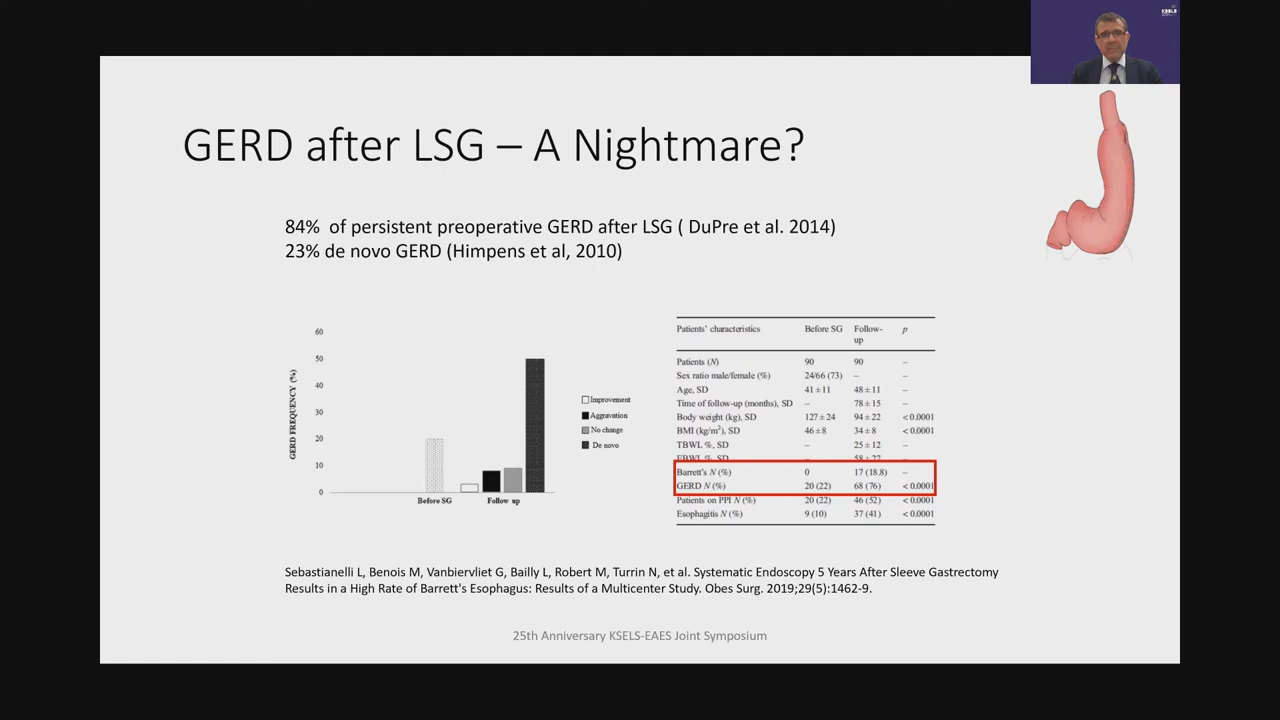 KSELS
GERD after LSG – A Nightmare?
84% of persistent preoperative GERD after LSG ( DuPre et al. 2014)
23% de novo GERD (Himpens et al, 2010)
GERD FREQUENCY (%)
60
50
40
30
20
10
0
Before SG
Follow up
Improvement
Aggravation
No change
De novo
Patients' characteristics Before SG Follow-up p
Patients (N) 90 90 –
Sex ratio male/female (%) 24/66 (73) – –
Age, SD 41 ± 11 48 ± 11 –
Time of follow-up (months), SD – 78 ± 15 –
Body weight (kg), SD 127 ± 24 94 ± 22 < 0.0001
BMI (kg/m²), SD 46 ± 8 34 ± 8 < 0.0001
TBWL %, SD – 25 ± 12 –
EBWL %, SD – 58 ± 27 –
Barrett's N (%) 0 17 (18.8) –
GERD N (%) 20 (22) 68 (76) < 0.0001
Patients on PPI N (%) 20 (22) 46 (52) < 0.0001
Esophagitis N (%) 9 (10) 37 (41) < 0.0001
Sebastianelli L, Benois M, Vanbiervliet G, Bailly L, Robert M, Turrin N, et al. Systematic Endoscopy 5 Years After Sleeve Gastrectomy
Results in a High Rate of Barrett's Esophagus: Results of a Multicenter Study. Obes Surg. 2019;29(5):1462-9.
25th Anniversary KSELS-EAES Joint Symposium